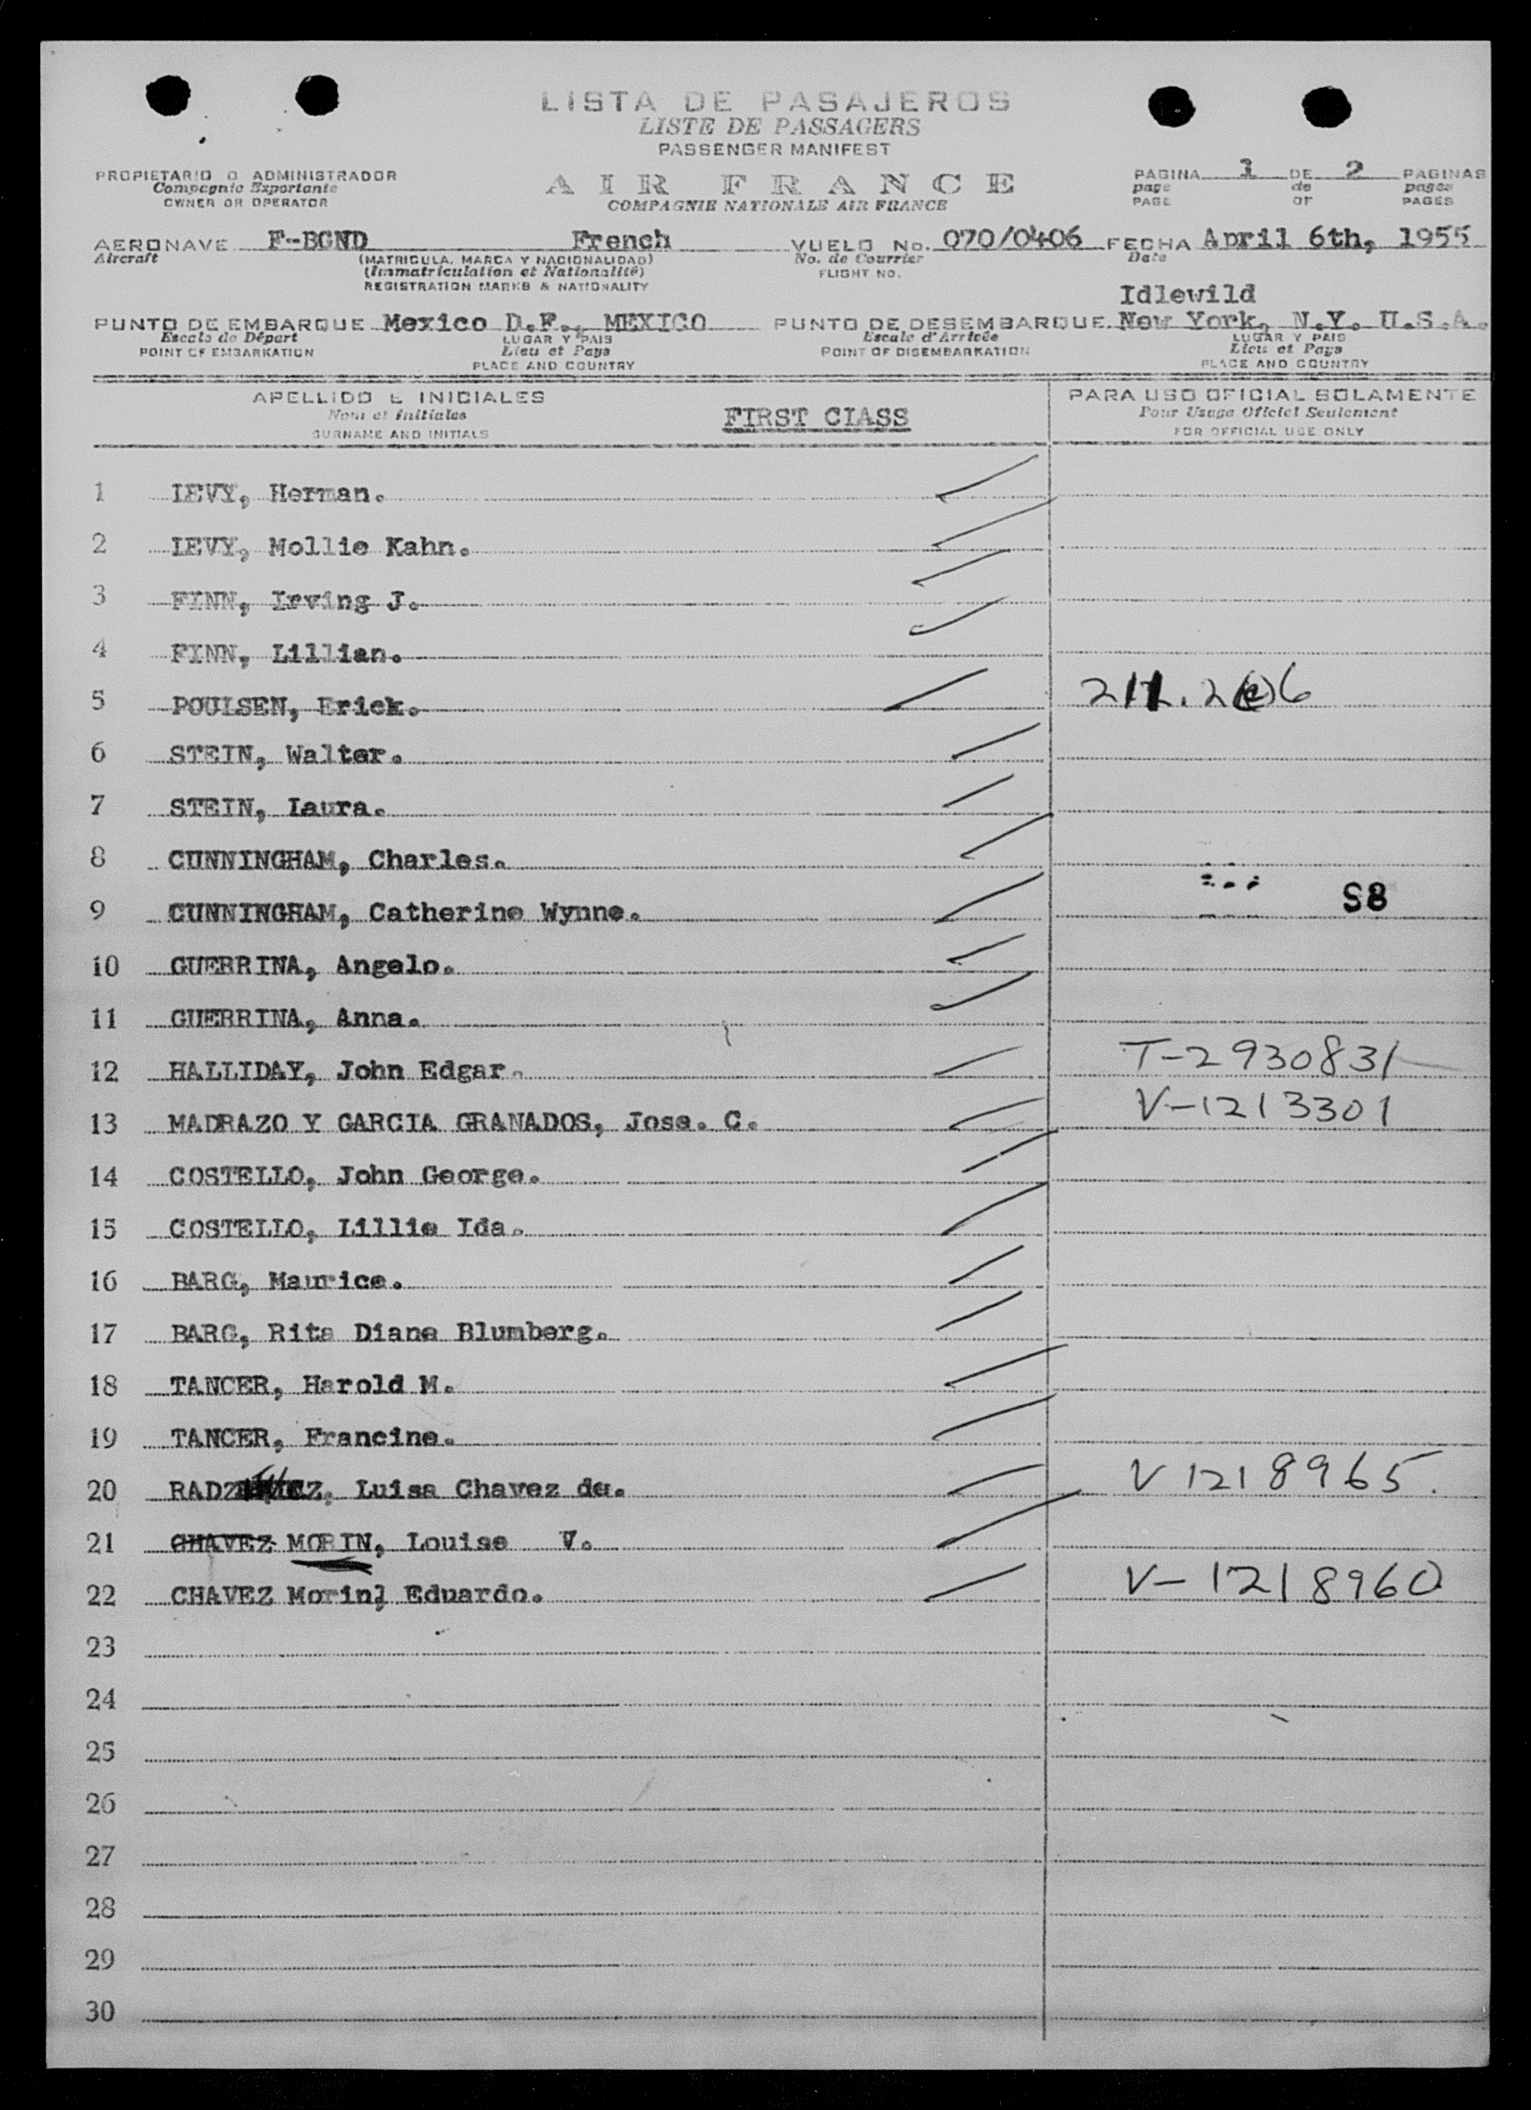 LISTA DE PASAJEROS
LISTE DE PASSAGERS
PASSENGER MANIFEST
PROPIETARIO O ADMINISTRADOR
Compagnie Exportante
OWNER OR OPERATOR
AIR FRANCE
COMPAGNIE NATIONALE AIR FRANCE
PAGINA 1 DE 2 PAGINAS
page de pages
PAGE OF PAGES
AERONAVE F-BGND French VUELO No. 070/0406 FECHA April 6th, 1955
Aircraft (MATRICULA, MARCA Y NACIONALIDAD) No. de Courrier Date
(Immatriculation et Nationalité) FLIGHT NO.
REGISTRATION MARKS & NATIONALITY
Idlewild
PUNTO DE EMBARQUE Mexico D.F., MEXICO PUNTO DE DESEMBARQUE New York, N.Y. U.S.A.
Escale de Départ LUGAR Y PAIS Escale d'Arrivée LUGAR Y PAIS
POINT OF EMBARKATION Lieu et Pays POINT OF DISEMBARKATION Lieu et Pays
PLACE AND COUNTRY PLACE AND COUNTRY
APELLIDO E INICIALES PARA USO OFICIAL SOLAMENTE
Nom et initiales FIRST CLASS Pour Usage Officiel Seulement
SURNAME AND INITIALS FOR OFFICIAL USE ONLY
1 LEVY, Herman.
2 LEVY, Mollie Kahn.
3 FINN, Irving J.
4 FINN, Lillian.
5 POULSEN, Erick. 211.2(e)6
6 STEIN, Walter.
7 STEIN, Laura.
8 CUNNINGHAM, Charles.
9 CUNNINGHAM, Catherine Wynne. S8
10 GUERRINA, Angelo.
11 GUERRINA, Anna.
12 HALLIDAY, John Edgar. T-2930831
13 MADRAZO Y GARCIA GRANADOS, Jose. C. V-1213301
14 COSTELLO, John George.
15 COSTELLO, Lillie Ida.
16 BARG, Maurice.
17 BARG, Rita Diane Blumberg.
18 TANCER, Harold M.
19 TANCER, Francine.
20 Luisa Chavez de. V 1218965.
21 CHAVEZ MORIN, Louise V.
22 CHAVEZ Morin, Eduardo. V-1218960
23
24
25
26
27
28
29
30